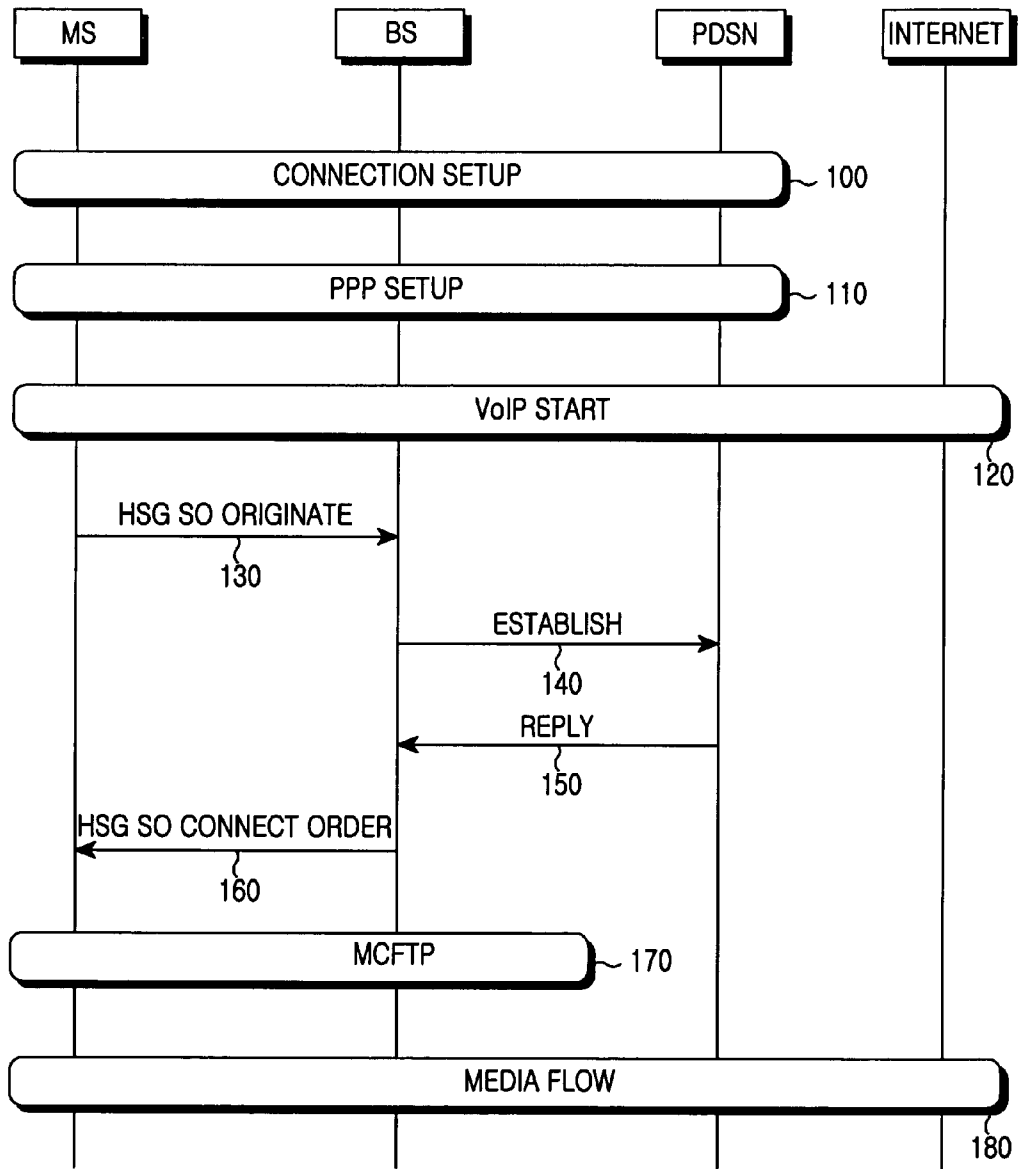 MS BS PDSN INTERNET
CONNECTION SETUP
100
PPP SETUP
110
VoIP START
120
HSG SO ORIGINATE
130
ESTABLISH
140
REPLY
150
HSG SO CONNECT ORDER
160
MCFTP
170
MEDIA FLOW
180